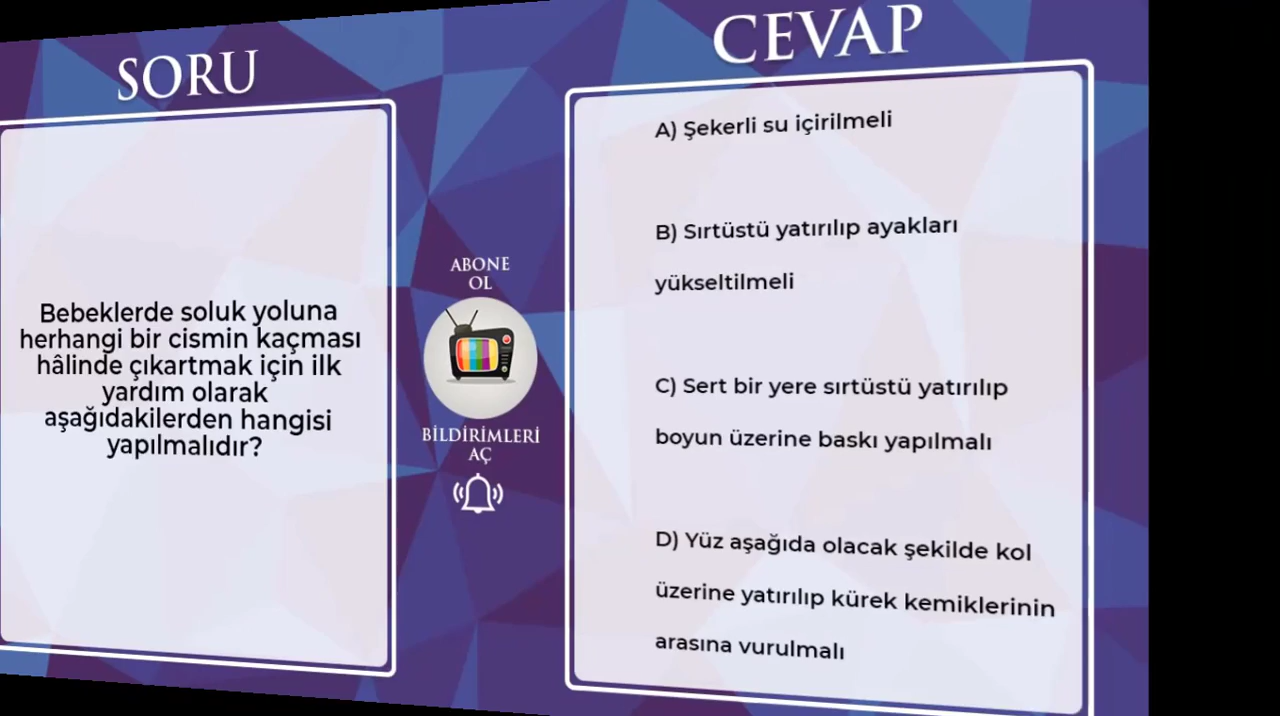 SORU
Bebeklerde soluk yoluna
herhangi bir cismin kaçması
hâlinde çıkartmak için ilk
yardım olarak
aşağıdakilerden hangisi
yapılmalıdır?
ABONE
OL
BİLDİRİMLERİ
AÇ
CEVAP
A) Şekerli su içirilmeli
B) Sırtüstü yatırılıp ayakları
yükseltilmeli
C) Sert bir yere sırtüstü yatırılıp
boyun üzerine baskı yapılmalı
D) Yüz aşağıda olacak şekilde kol
üzerine yatırılıp kürek kemiklerinin
arasına vurulmalı